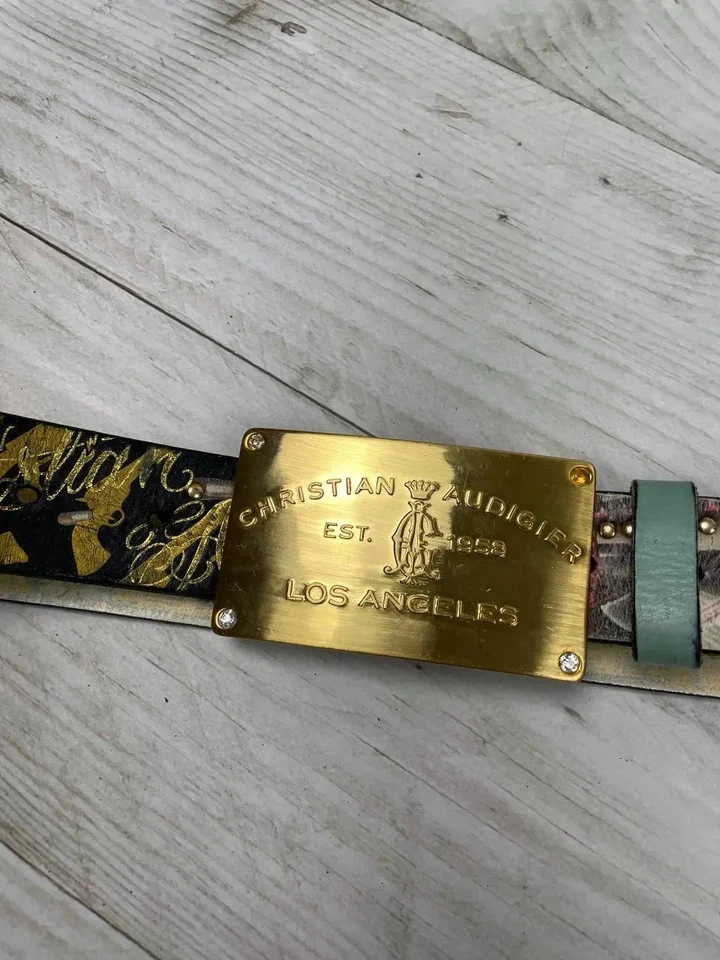 CHRISTIAN AUDIGIER
EST. 1958
LOS ANGELES